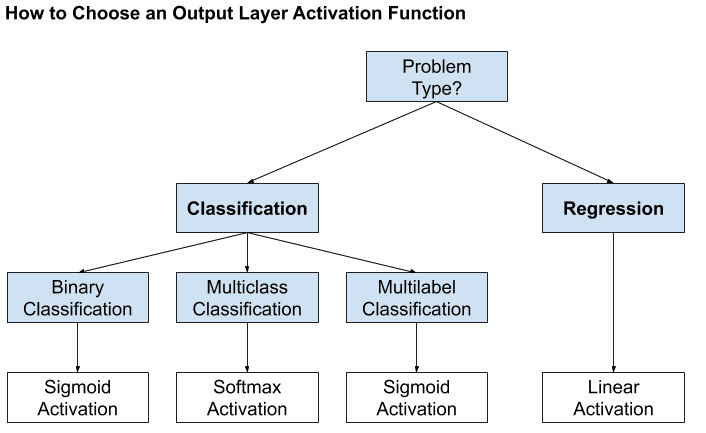 How to Choose an Output Layer Activation Function
Problem
Type?
Classification
Regression
Binary
Classification
Multiclass
Classification
Multilabel
Classification
Sigmoid
Activation
Softmax
Activation
Sigmoid
Activation
Linear
Activation